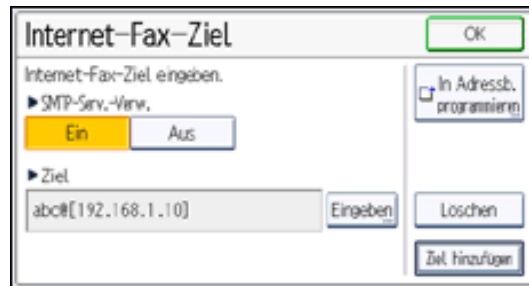 Internet-Fax-Ziel
OK
Internet-Fax-Ziel eingeben.
In Adressb. programmieren
SMTP-Serv.-Verw.
Ein
Aus
Ziel
abc@[192.168.1.10]
Eingeben
Löschen
Ziel hinzufügen